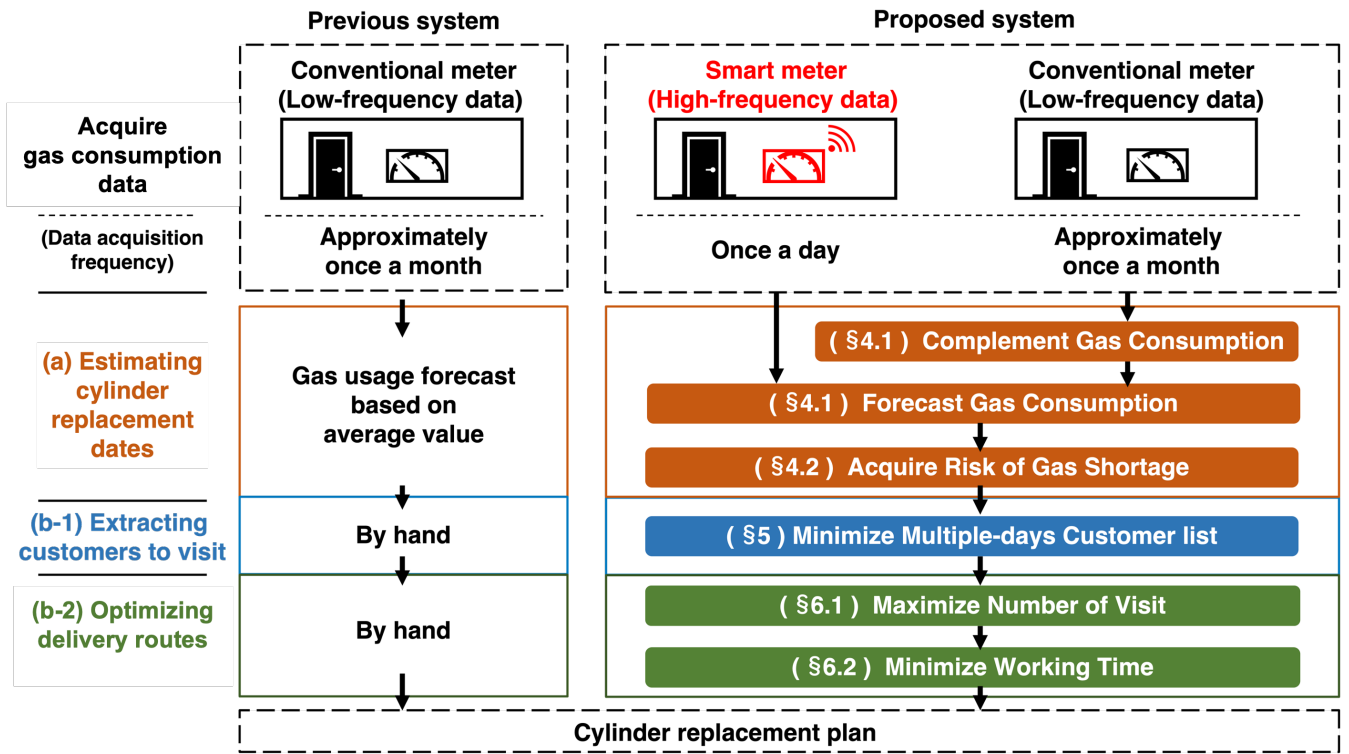 Previous system
Proposed system
Conventional meter
(Low-frequency data)
Smart meter
(High-frequency data)
Conventional meter
(Low-frequency data)
Acquire
gas consumption
data
(Data acquisition
frequency)
Approximately
once a month
Once a day
Approximately
once a month
(a) Estimating
cylinder
replacement
dates
Gas usage forecast
based on
average value
( §4.1 ) Complement Gas Consumption
( §4.1 ) Forecast Gas Consumption
( §4.2 ) Acquire Risk of Gas Shortage
(b-1) Extracting
customers to visit
By hand
( §5 ) Minimize Multiple-days Customer list
(b-2) Optimizing
delivery routes
By hand
( §6.1 ) Maximize Number of Visit
( §6.2 ) Minimize Working Time
Cylinder replacement plan